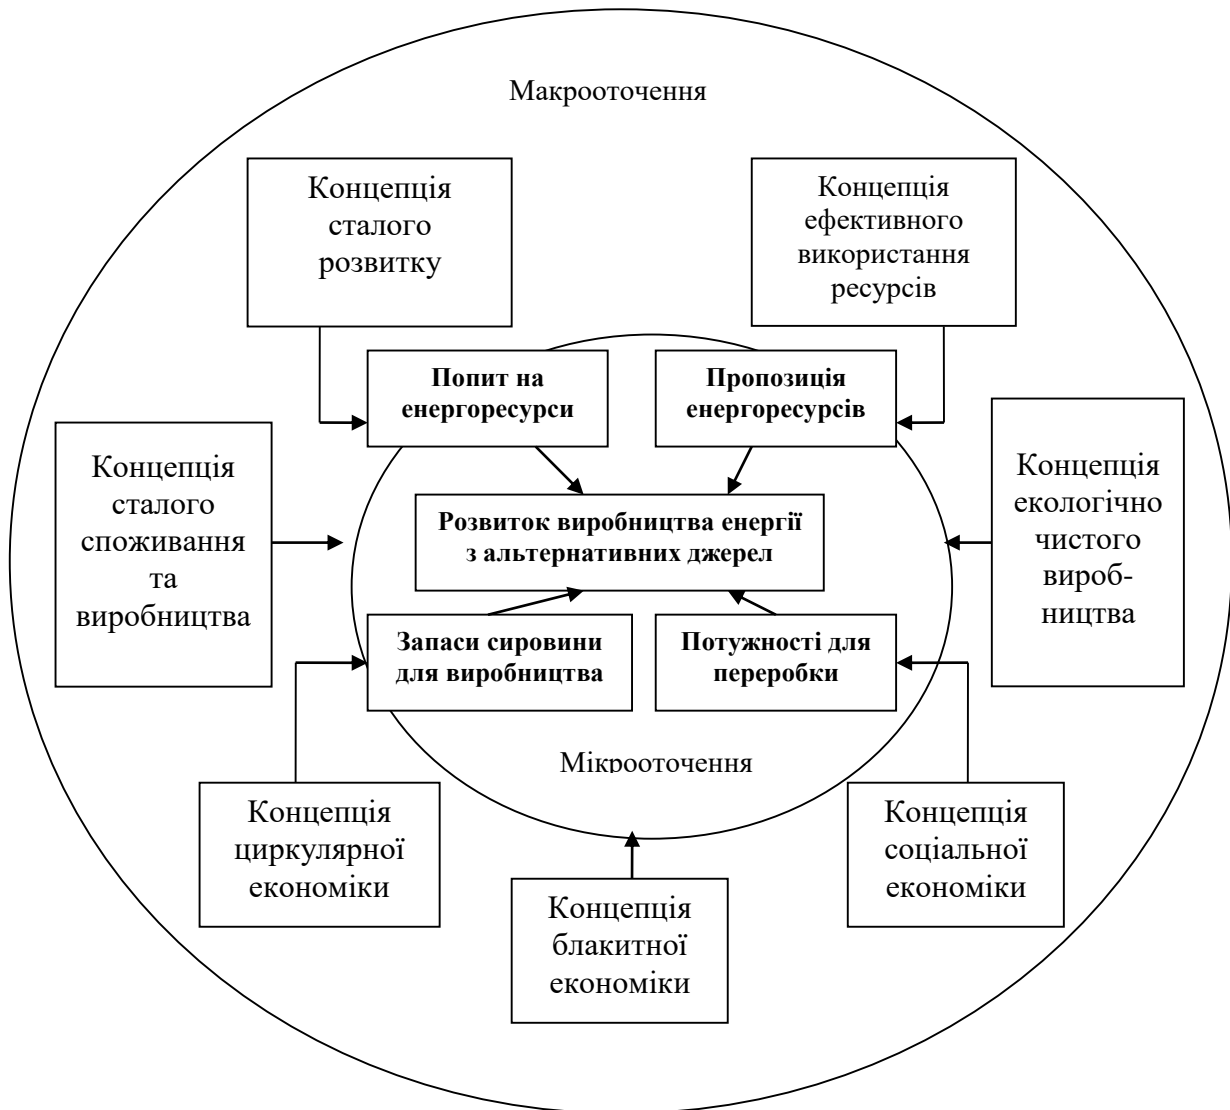 Макрооточення
Концепція
сталого
розвитку
Концепція
ефективного
використання
ресурсів
Попит на
енергоресурси
Пропозиція
енергоресурсів
Концепція
сталого
споживання
та
виробництва
Розвиток виробництва енергії
з альтернативних джерел
Концепція
екологічно
чистого
вироб-
ництва
Запаси сировини
для виробництва
Потужності для
переробки
Мікрооточення
Концепція
циркулярної
економіки
Концепція
блакитної
економіки
Концепція
соціальної
економіки